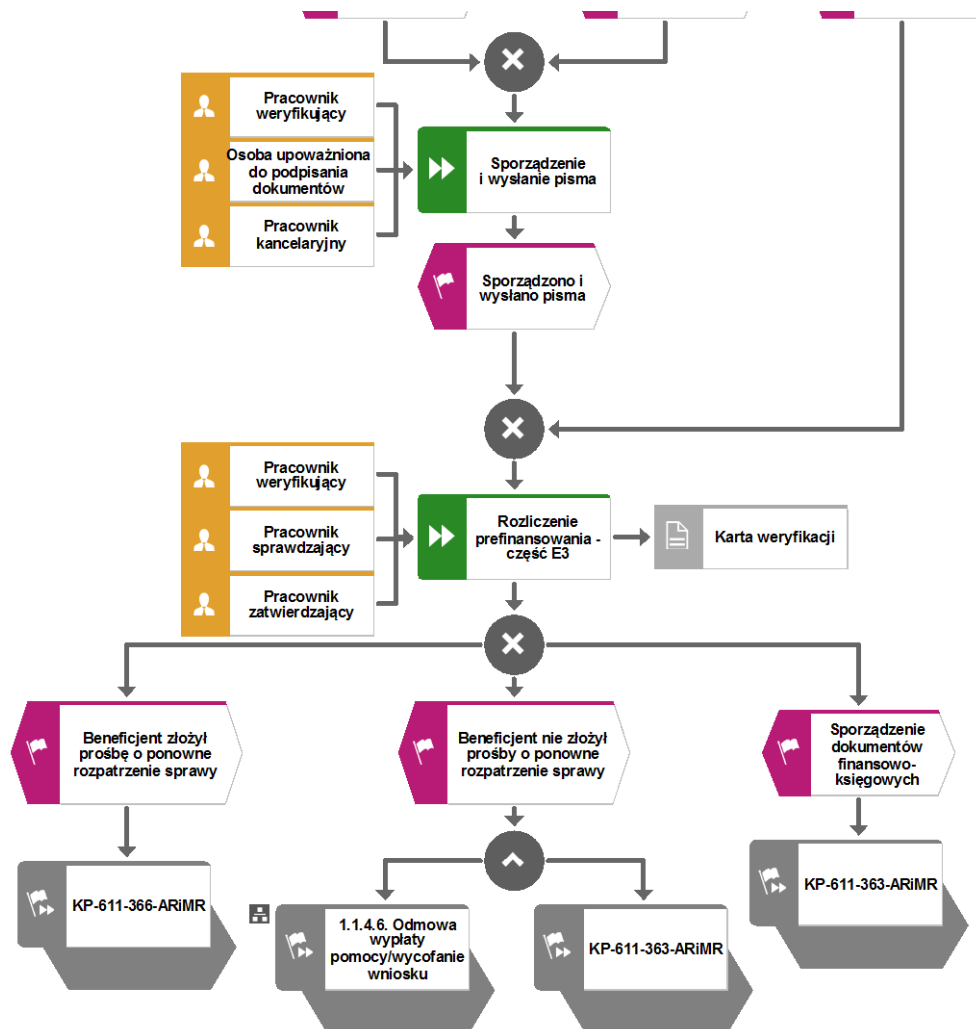 Pracownik
weryfikujący
Osoba upoważniona
do podpisania
dokumentów
Pracownik
kancelaryjny
Sporządzenie
i wysłanie pisma
Sporządzono i
wysłano pisma
Pracownik
weryfikujący
Pracownik
sprawdzający
Pracownik
zatwierdzający
Rozliczenie
prefinansowania -
część E3
Karta weryfikacji
Beneficjent złożył
prośbę o ponowne
rozpatrzenie sprawy
Beneficjent nie złożył
prośby o ponowne
rozpatrzenie sprawy
Sporządzenie
dokumentów
finansowo-
księgowych
KP-611-366-ARiMR
1.1.4.6. Odmowa
wypłaty
pomocy/wycofanie
wniosku
KP-611-363-ARiMR
KP-611-363-ARiMR